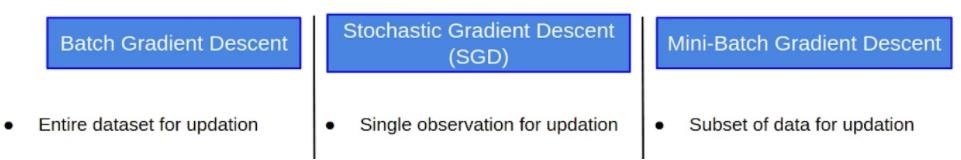 Batch Gradient Descent
Stochastic Gradient Descent
(SGD)
Mini-Batch Gradient Descent
● Entire dataset for updation
● Single observation for updation
● Subset of data for updation